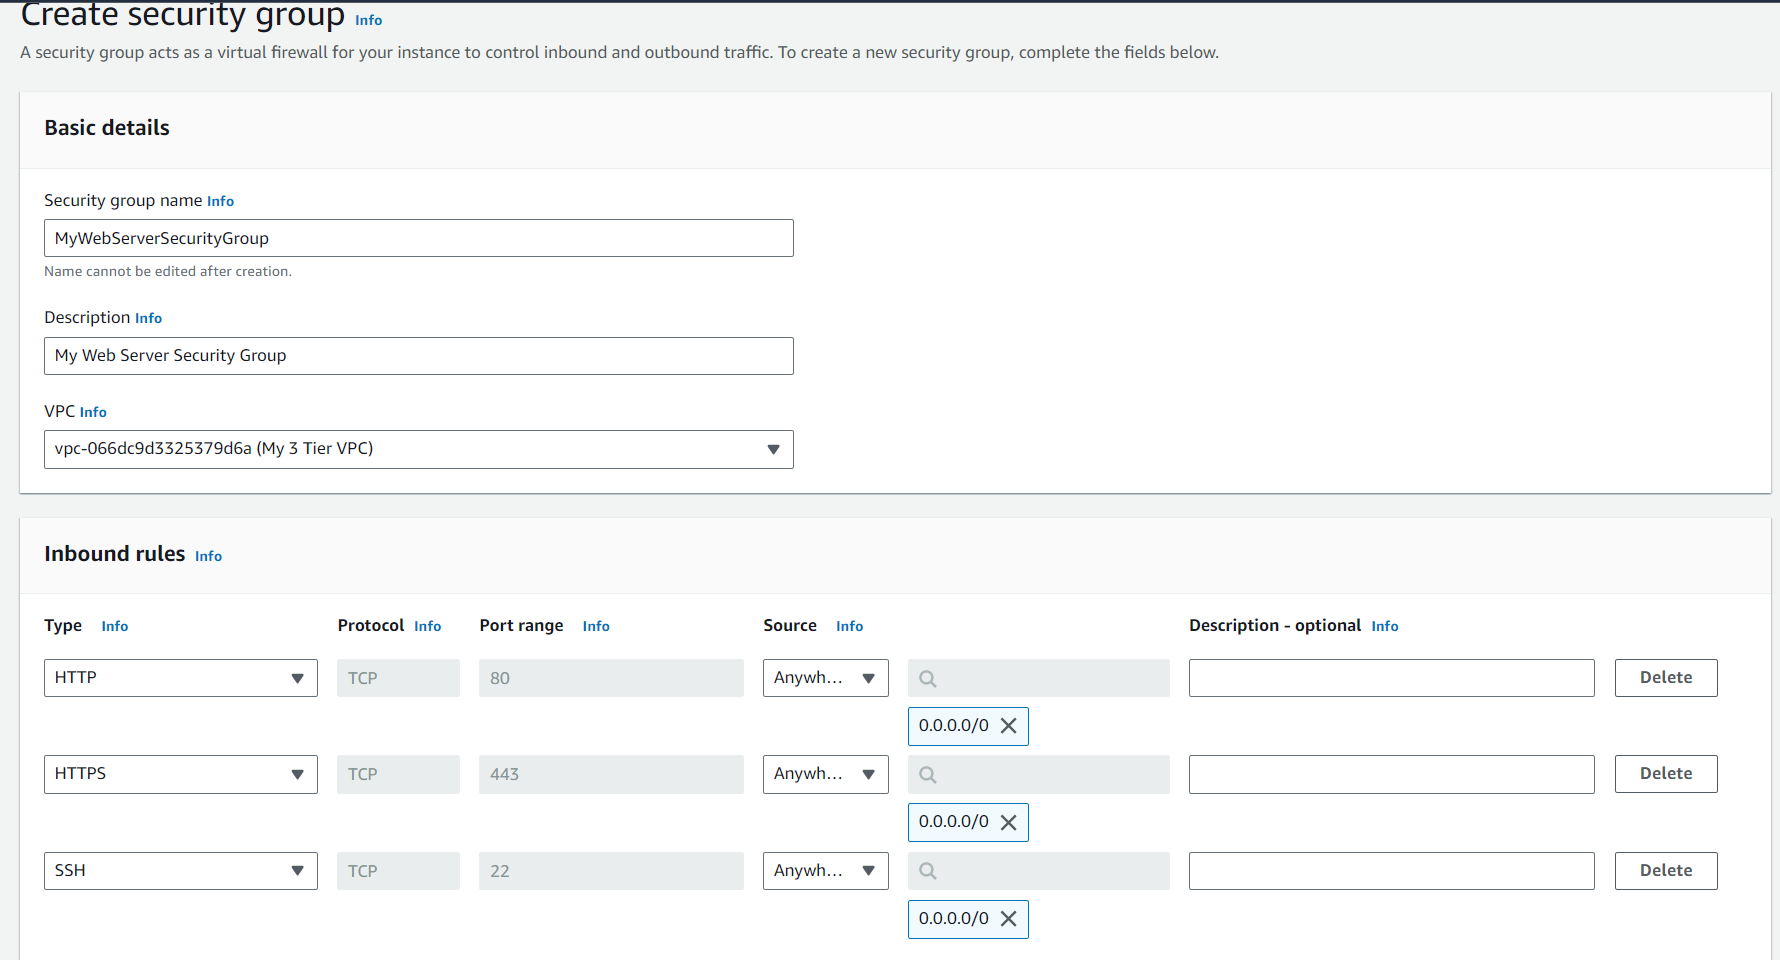 Create security group Info
A security group acts as a virtual firewall for your instance to control inbound and outbound traffic. To create a new security group, complete the fields below.
Basic details
Security group name Info
MyWebServerSecurityGroup
Name cannot be edited after creation.
Description Info
My Web Server Security Group
VPC Info
vpc-066dc9d3325379d6a (My 3 Tier VPC)
Inbound rules Info
Type Info Protocol Info Port range Info Source Info Description - optional Info
HTTP TCP 80 Anywh... Delete
0.0.0.0/0
HTTPS TCP 443 Anywh... Delete
0.0.0.0/0
SSH TCP 22 Anywh... Delete
0.0.0.0/0